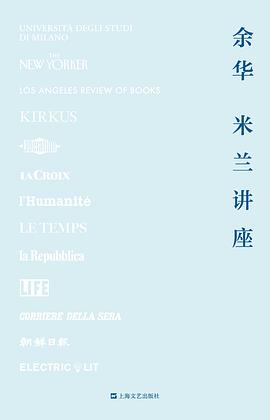 余华 米兰讲座
UNIVERSITÀ DEGLI STUDI
DI MILANO
THE
NEW YORKER
LOS ANGELES REVIEW OF BOOKS
KIRKUS
LA CROIX
l'Humanité
LE TEMPS
la Repubblica
LIFE
CORRIERE DELLA SERA
朝鮮日報
ELECTRIC LIT
上海文艺出版社